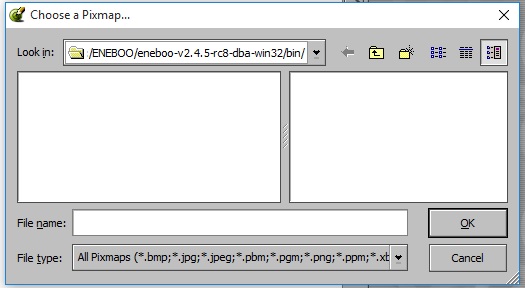 Choose a Pixmap...
Look in:
/ENEBOO/eneboo-v2.4.5-rc8-dba-win32/bin/
File name:
OK
File type:
All Pixmaps (*.bmp;*.jpg;*.jpeg;*.pbm;*.pgm;*.png;*.ppm;*.xb
Cancel